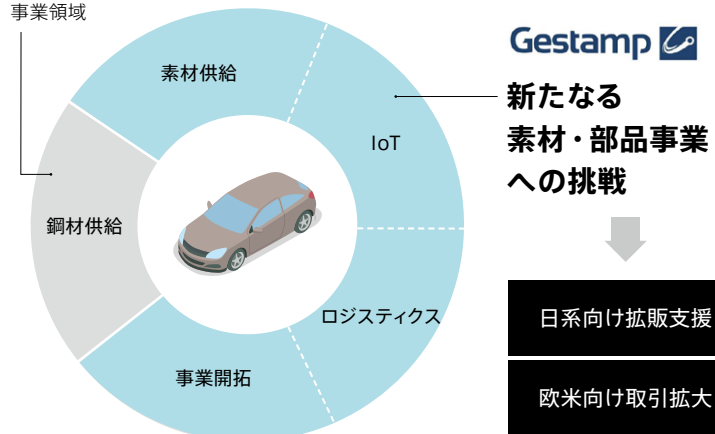 事業領域
素材供給
IoT
鋼材供給
ロジスティクス
事業開拓
Gestamp
新たなる
素材・部品事業
への挑戦
日系向け拡販支援
欧米向け取引拡大